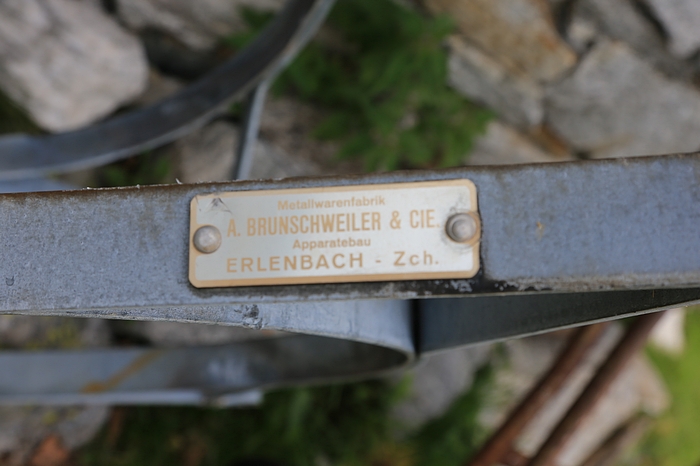 Metallwarenfabrik
A. BRUNSCHWEILER & CIE.
Apparatebau
ERLENBACH - Zch.